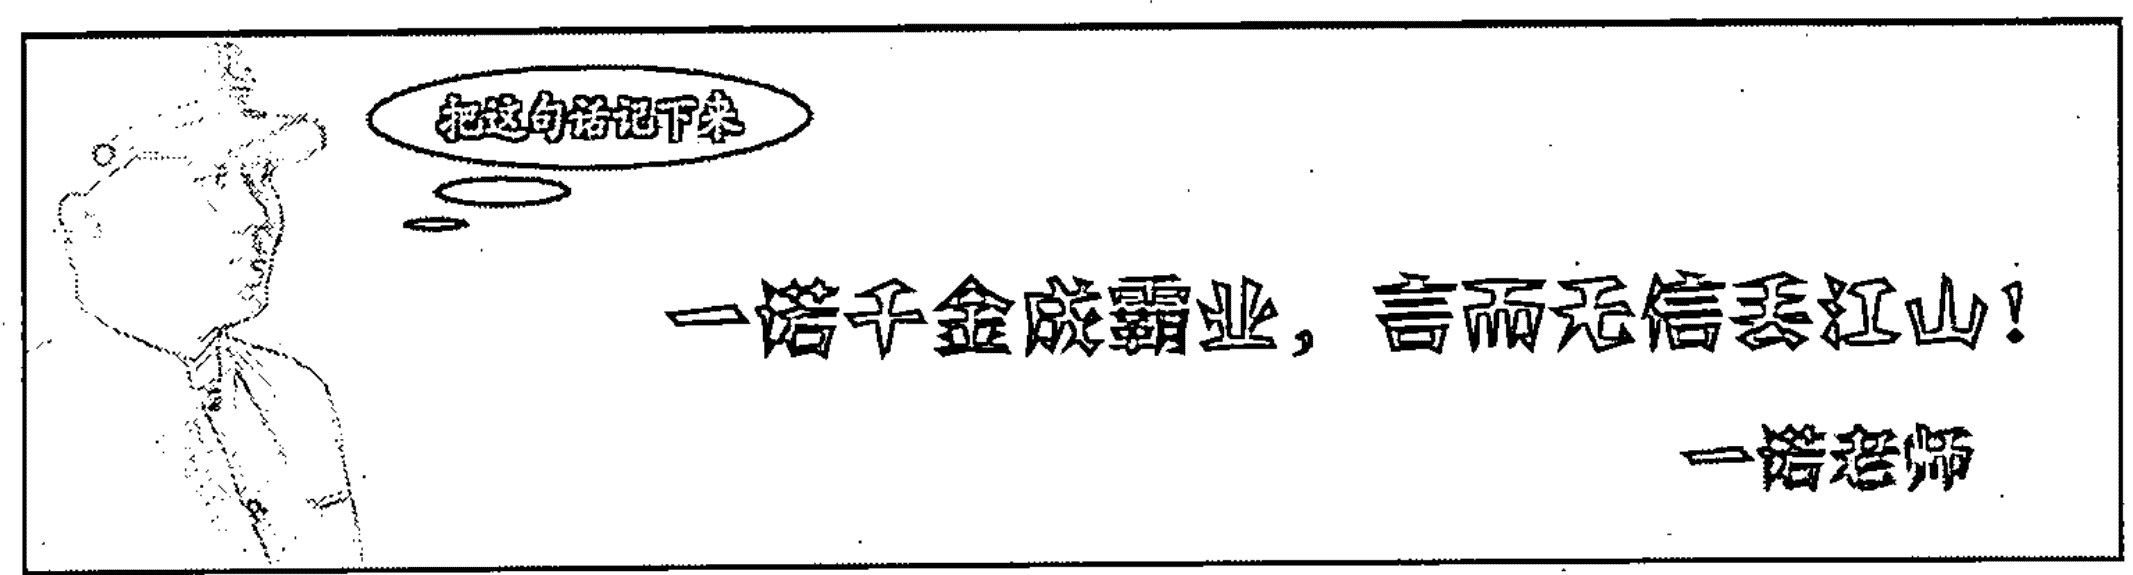 把这句话记下来
一诺千金成霸业，言而无信丢江山！
一诺老师